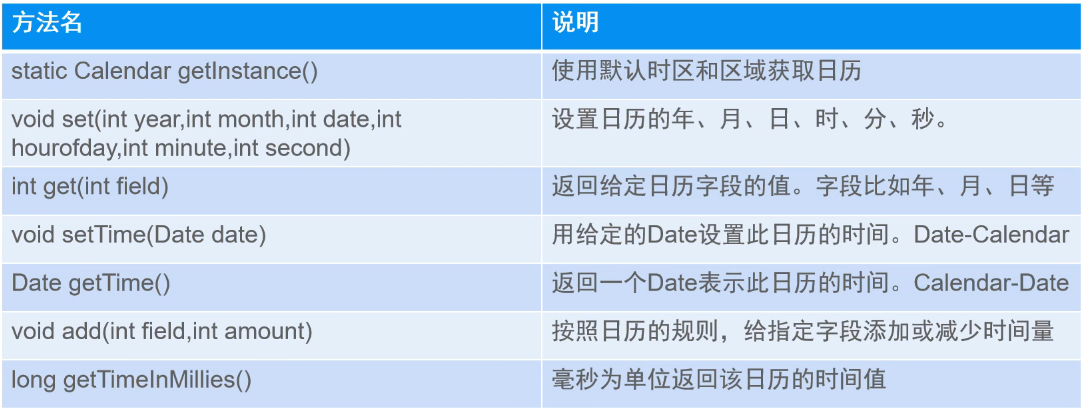 方法名
说明
static Calendar getInstance()
使用默认时区和区域获取日历
void set(int year,int month,int date,int
hourofday,int minute,int second)
设置日历的年、月、日、时、分、秒。
int get(int field)
返回给定日历字段的值。字段比如年、月、日等
void setTime(Date date)
用给定的Date设置此日历的时间。Date-Calendar
Date getTime()
返回一个Date表示此日历的时间。Calendar-Date
void add(int field,int amount)
按照日历的规则，给指定字段添加或减少时间量
long getTimeInMillies()
毫秒为单位返回该日历的时间值